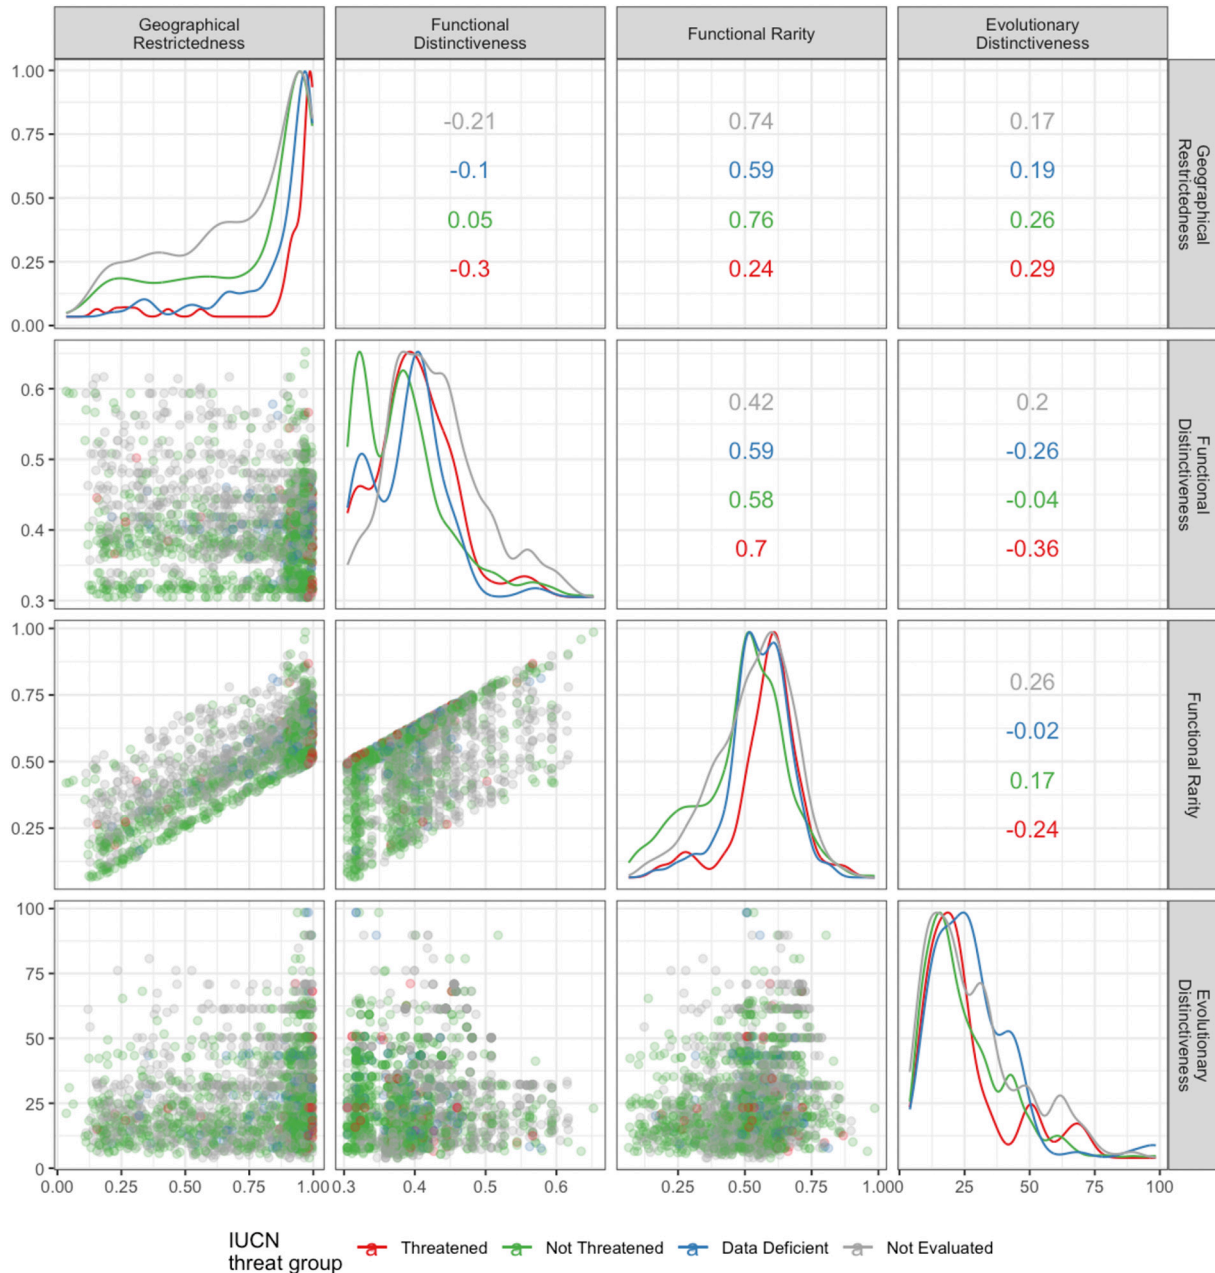 Geographical
Restrictedness
Functional
Distinctiveness
Functional Rarity
Evolutionary
Distinctiveness
1.00
0.75
0.50
0.25
0.00
-0.21
-0.1
0.05
-0.3
0.74
0.59
0.76
0.24
0.17
0.19
0.26
0.29
Geographical
Restrictedness
0.6
0.5
0.4
0.3
0.42
0.59
0.58
0.7
0.2
-0.26
-0.04
-0.36
Functional
Distinctiveness
1.00
0.75
0.50
0.25
0.26
-0.02
0.17
-0.24
Functional Rarity
100
75
50
25
0
Evolutionary
Distinctiveness
0.00 0.25 0.50 0.75 1.00
0.3 0.4 0.5 0.6
0.25 0.50 0.75 1.00
0 25 50 75 100
IUCN
threat group
a Threatened a Not Threatened a Data Deficient a Not Evaluated